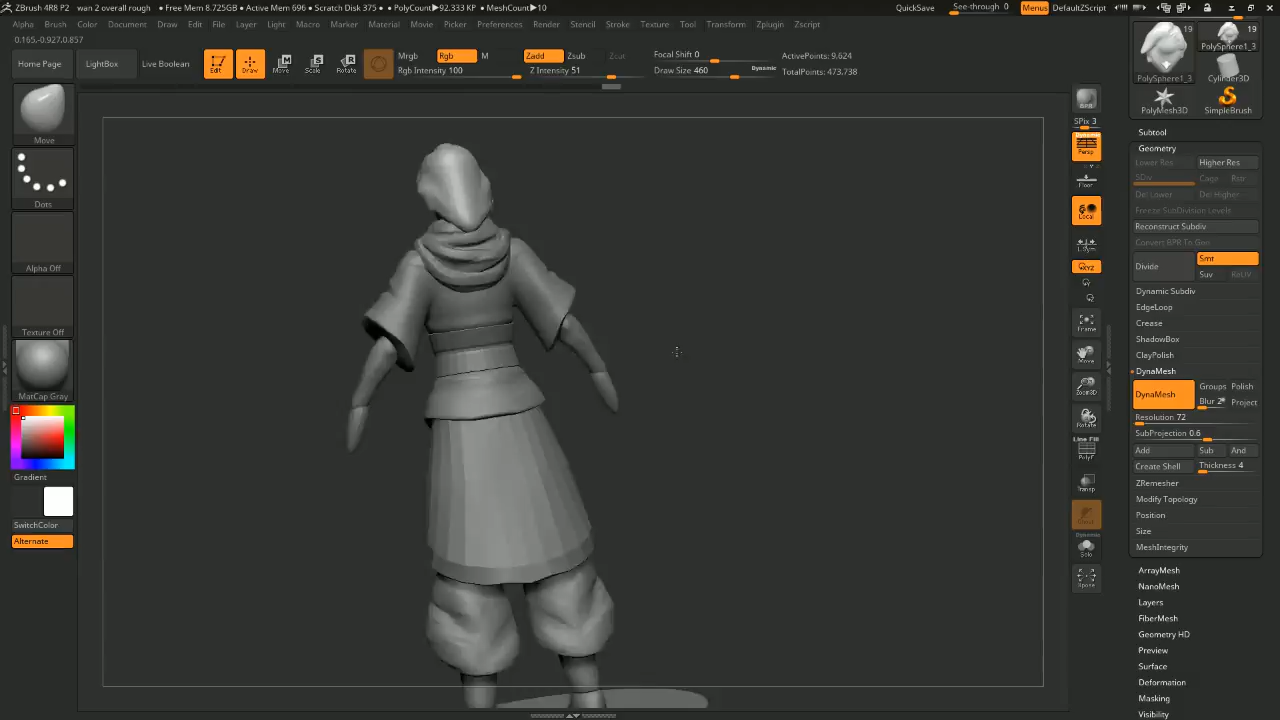 ZBrush 4R8 P2 wan 2 overall rough • Free Mem 8.725GB • Active Mem 696 • Scratch Disk 375 • PolyCount▸92.333 KP • MeshCount▸10
QuickSave See-through 0 Menus DefaultZScript
Alpha Brush Color Document Draw Edit File Layer Light Macro Marker Material Movie Picker Preferences Render Stencil Stroke Texture Tool Transform Zplugin Zscript
0.165,-0.927,0.857
Home Page LightBox Live Boolean Edit Draw Move Scale Rotate
Mrgb Rgb M Zadd Zsub Zcut
Rgb Intensity 100 Z Intensity 51
Focal Shift 0 ActivePoints: 9,624
Draw Size 460 Dynamic TotalPoints: 473,738
Move
Dots
Alpha Off
Texture Off
MatCap Gray
Gradient
SwitchColor
Alternate
BPR
SPix 3
Dynamic
Persp
Floor
Local
L.Sym
XYZ
Frame
Move
Zoom3D
Rotate
Line Fill
PolyF
Transp
Dynamic
Solo
Xpose
19 19
PolySphere1_3
PolySphere1_3 Cylinder3D
PolyMesh3D SimpleBrush
Subtool
Geometry
Lower Res Higher Res
SDiv Cage Rstr
Del Lower Del Higher
Freeze SubDivision Levels
Reconstruct Subdiv
Convert BPR To Geo
Divide Smt
Suv ReUV
Dynamic Subdiv
EdgeLoop
Crease
ShadowBox
ClayPolish
DynaMesh
DynaMesh Groups Polish
Blur 2 Project
Resolution 72
SubProjection 0.6
Add Sub And
Create Shell Thickness 4
ZRemesher
Modify Topology
Position
Size
MeshIntegrity
ArrayMesh
NanoMesh
Layers
FiberMesh
Geometry HD
Preview
Surface
Deformation
Masking
Visibility